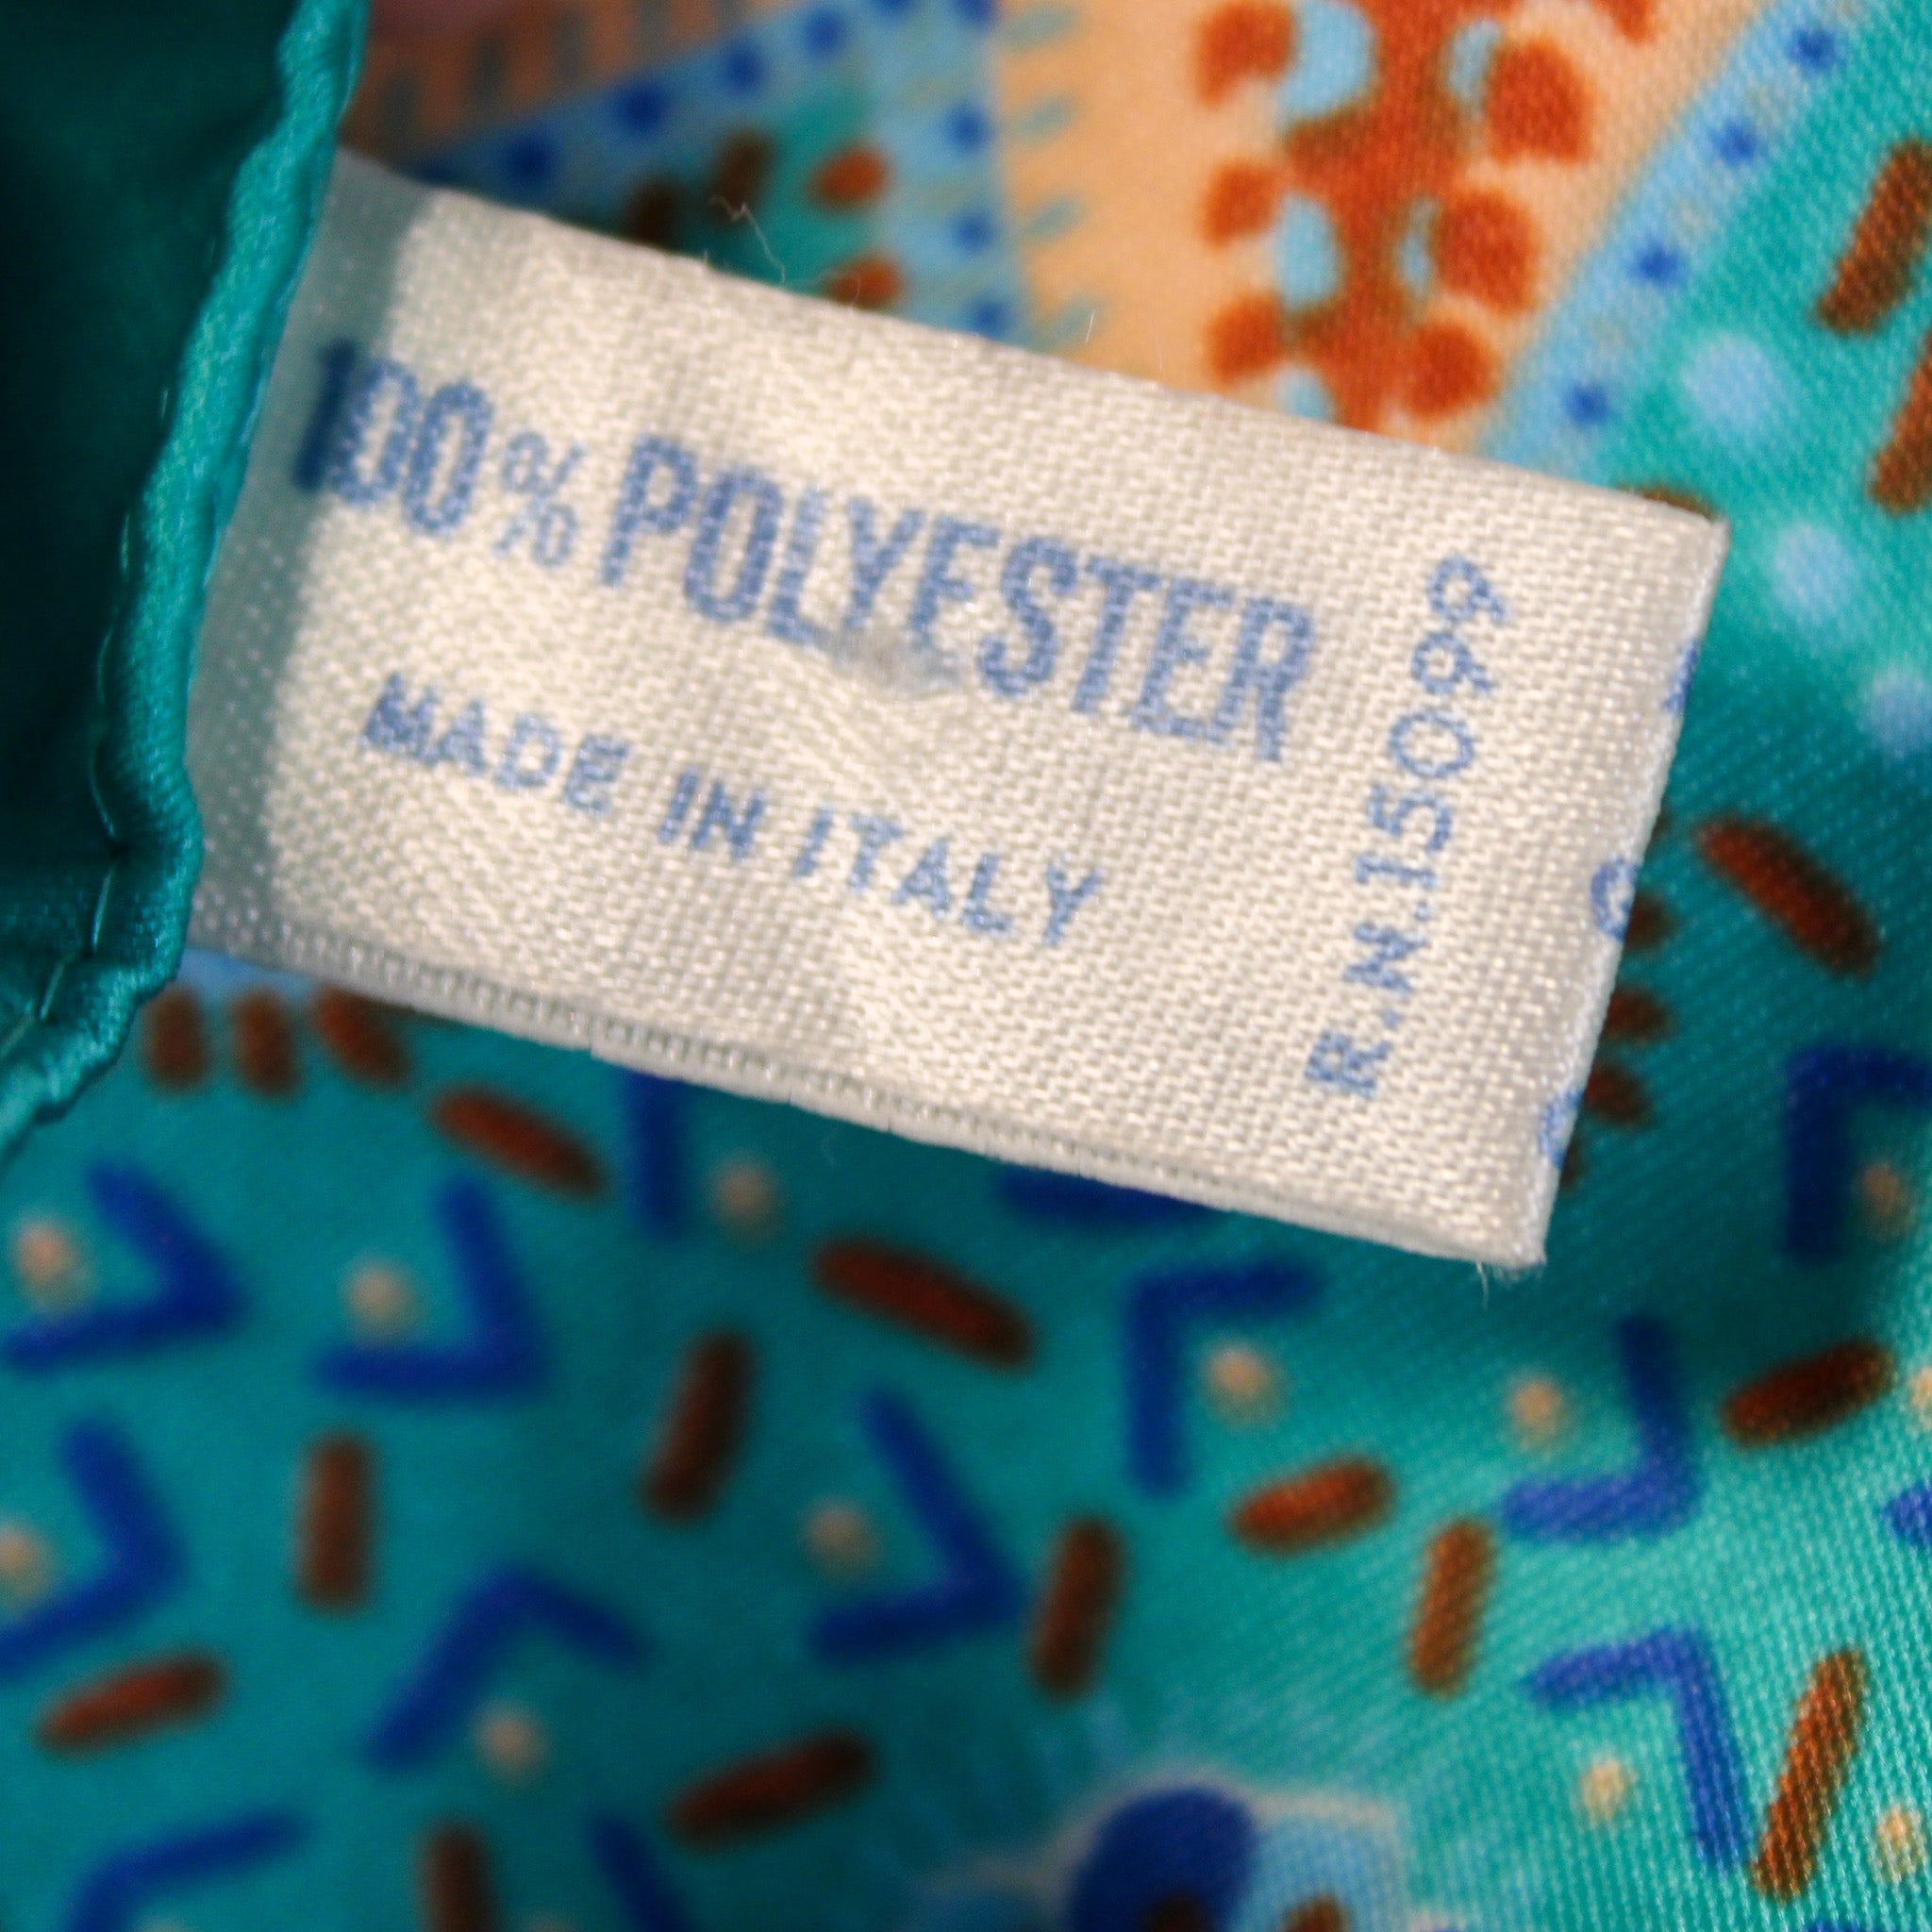 100% POLYESTER
MADE IN ITALY
R.N.15099